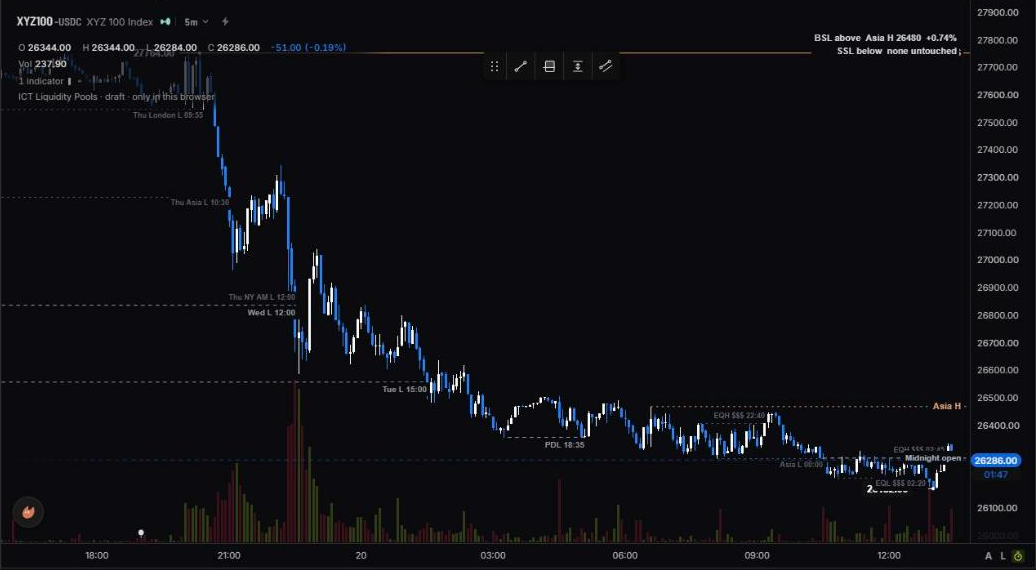 XYZ100-USDC XYZ 100 Index 5m
O 26344.00 H 26344.00 L 26284.00 C 26286.00 -51.00 (-0.19%)
Vol 237.90
1 Indicator
ICT Liquidity Pools · draft · only in this browser
BSL above Asia H 26480 +0.74%
SSL below none untouched
Thu London L 09:55
Thu Asia L 10:30
Thu NY AM L 12:00
Wed L 12:00
Tue L 15:00
PDL 18:35
EQH $$$ 22:40
Asia H
Asia L 00:00
Midnight open
EQL $$$ 02:20
27900.00
27800.00
27700.00
27600.00
27500.00
27400.00
27300.00
27200.00
27100.00
27000.00
26900.00
26800.00
26700.00
26600.00
26500.00
26400.00
26286.00
01:47
26100.00
26000.00
18:00
21:00
20
03:00
06:00
09:00
12:00
A L